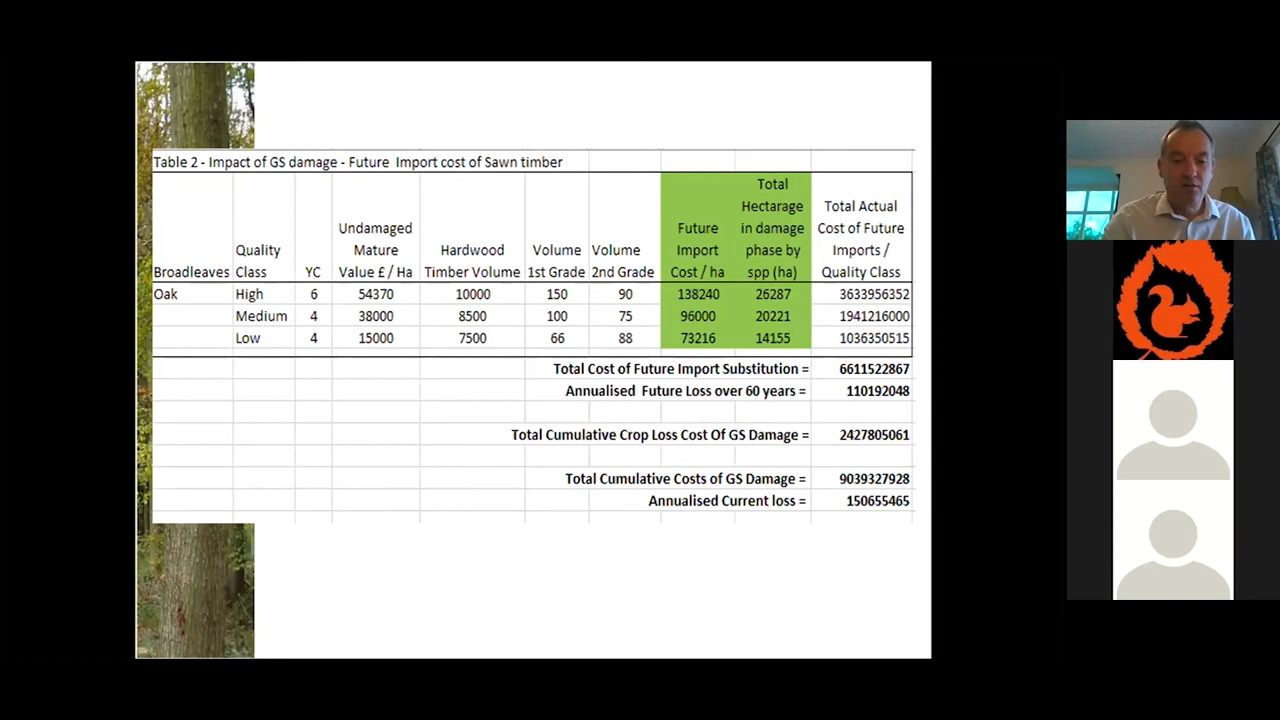 Table 2 - Impact of GS damage - Future Import cost of Sawn timber
Broadleaves Quality Class YC Undamaged Mature Value £ / Ha Hardwood Timber Volume Volume 1st Grade Volume 2nd Grade Future Import Cost / ha Total Hectarage in damage phase by spp (ha) Total Actual Cost of Future Imports / Quality Class
Oak High 6 54370 10000 150 90 138240 26287 3633956352
Medium 4 38000 8500 100 75 96000 20221 1941216000
Low 4 15000 7500 66 88 73216 14155 1036350515
Total Cost of Future Import Substitution = 6611522867
Annualised Future Loss over 60 years = 110192048
Total Cumulative Crop Loss Cost Of GS Damage = 2427805061
Total Cumulative Costs of GS Damage = 9039327928
Annualised Current loss = 150655465